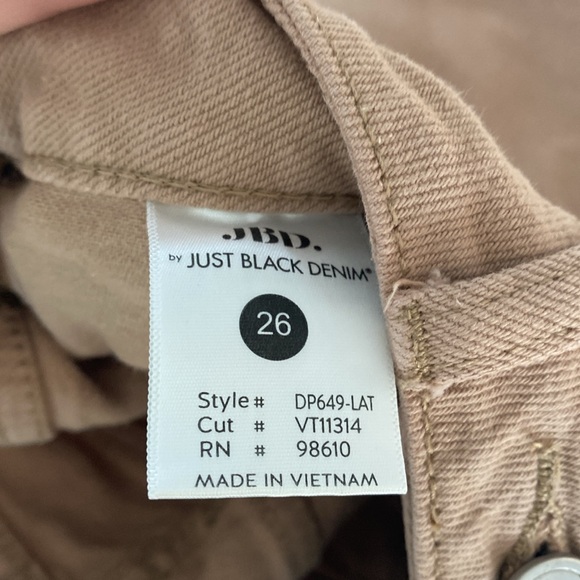 JBD.
by JUST BLACK DENIM®
26
Style # DP649-LAT
Cut # VT11314
RN # 98610
MADE IN VIETNAM